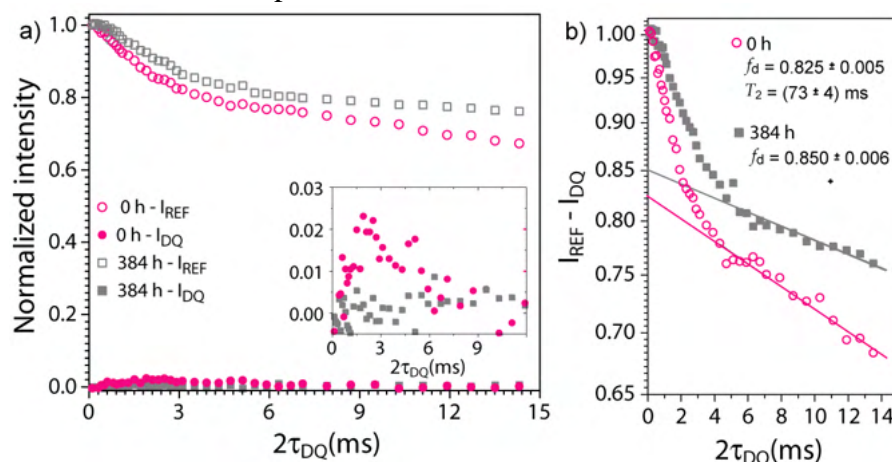 a)
Normalized intensity
1.0
0.8
0.6
0.4
0.2
0.0
0 h - I_REF
0 h - I_DQ
384 h - I_REF
384 h - I_DQ
0.03
0.02
0.01
0.00
0 3 6 9
2τ_DQ(ms)
0 3 6 9 12 15
2τ_DQ(ms)
b)
I_REF - I_DQ
1.00
0.95
0.90
0.85
0.80
0.75
0.70
0.65
0 h
f_d = 0.825 ± 0.005
T_2 = (73 ± 4) ms
384 h
f_d = 0.850 ± 0.006
0 2 4 6 8 10 12 14
2τ_DQ(ms)